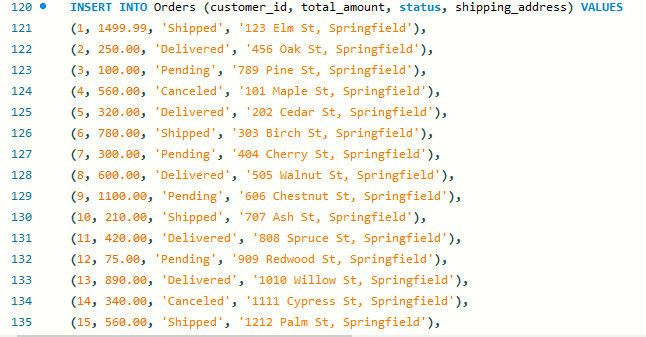 120 INSERT INTO Orders (customer_id, total_amount, status, shipping_address) VALUES
121 (1, 1499.99, 'Shipped', '123 Elm St, Springfield'),
122 (2, 250.00, 'Delivered', '456 Oak St, Springfield'),
123 (3, 100.00, 'Pending', '789 Pine St, Springfield'),
124 (4, 560.00, 'Canceled', '101 Maple St, Springfield'),
125 (5, 320.00, 'Delivered', '202 Cedar St, Springfield'),
126 (6, 780.00, 'Shipped', '303 Birch St, Springfield'),
127 (7, 300.00, 'Pending', '404 Cherry St, Springfield'),
128 (8, 600.00, 'Delivered', '505 Walnut St, Springfield'),
129 (9, 1100.00, 'Pending', '606 Chestnut St, Springfield'),
130 (10, 210.00, 'Shipped', '707 Ash St, Springfield'),
131 (11, 420.00, 'Delivered', '808 Spruce St, Springfield'),
132 (12, 75.00, 'Pending', '909 Redwood St, Springfield'),
133 (13, 890.00, 'Delivered', '1010 Willow St, Springfield'),
134 (14, 340.00, 'Canceled', '1111 Cypress St, Springfield'),
135 (15, 560.00, 'Shipped', '1212 Palm St, Springfield'),